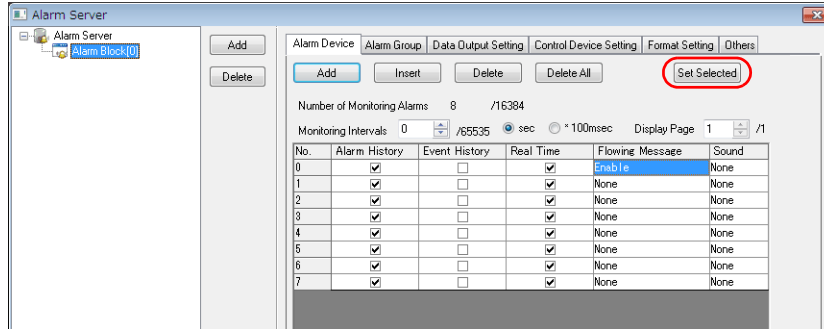 Alarm Server
Alarm Server
Alarm Block[0]
Add
Delete
Alarm Device Alarm Group Data Output Setting Control Device Setting Format Setting Others
Add Insert Delete Delete All Set Selected
Number of Monitoring Alarms 8 /16384
Monitoring Intervals 0 /65535 sec * 100msec Display Page 1 /1
No. Alarm History Event History Real Time Flowing Message Sound
0 Enable None
1 None None
2 None None
3 None None
4 None None
5 None None
6 None None
7 None None